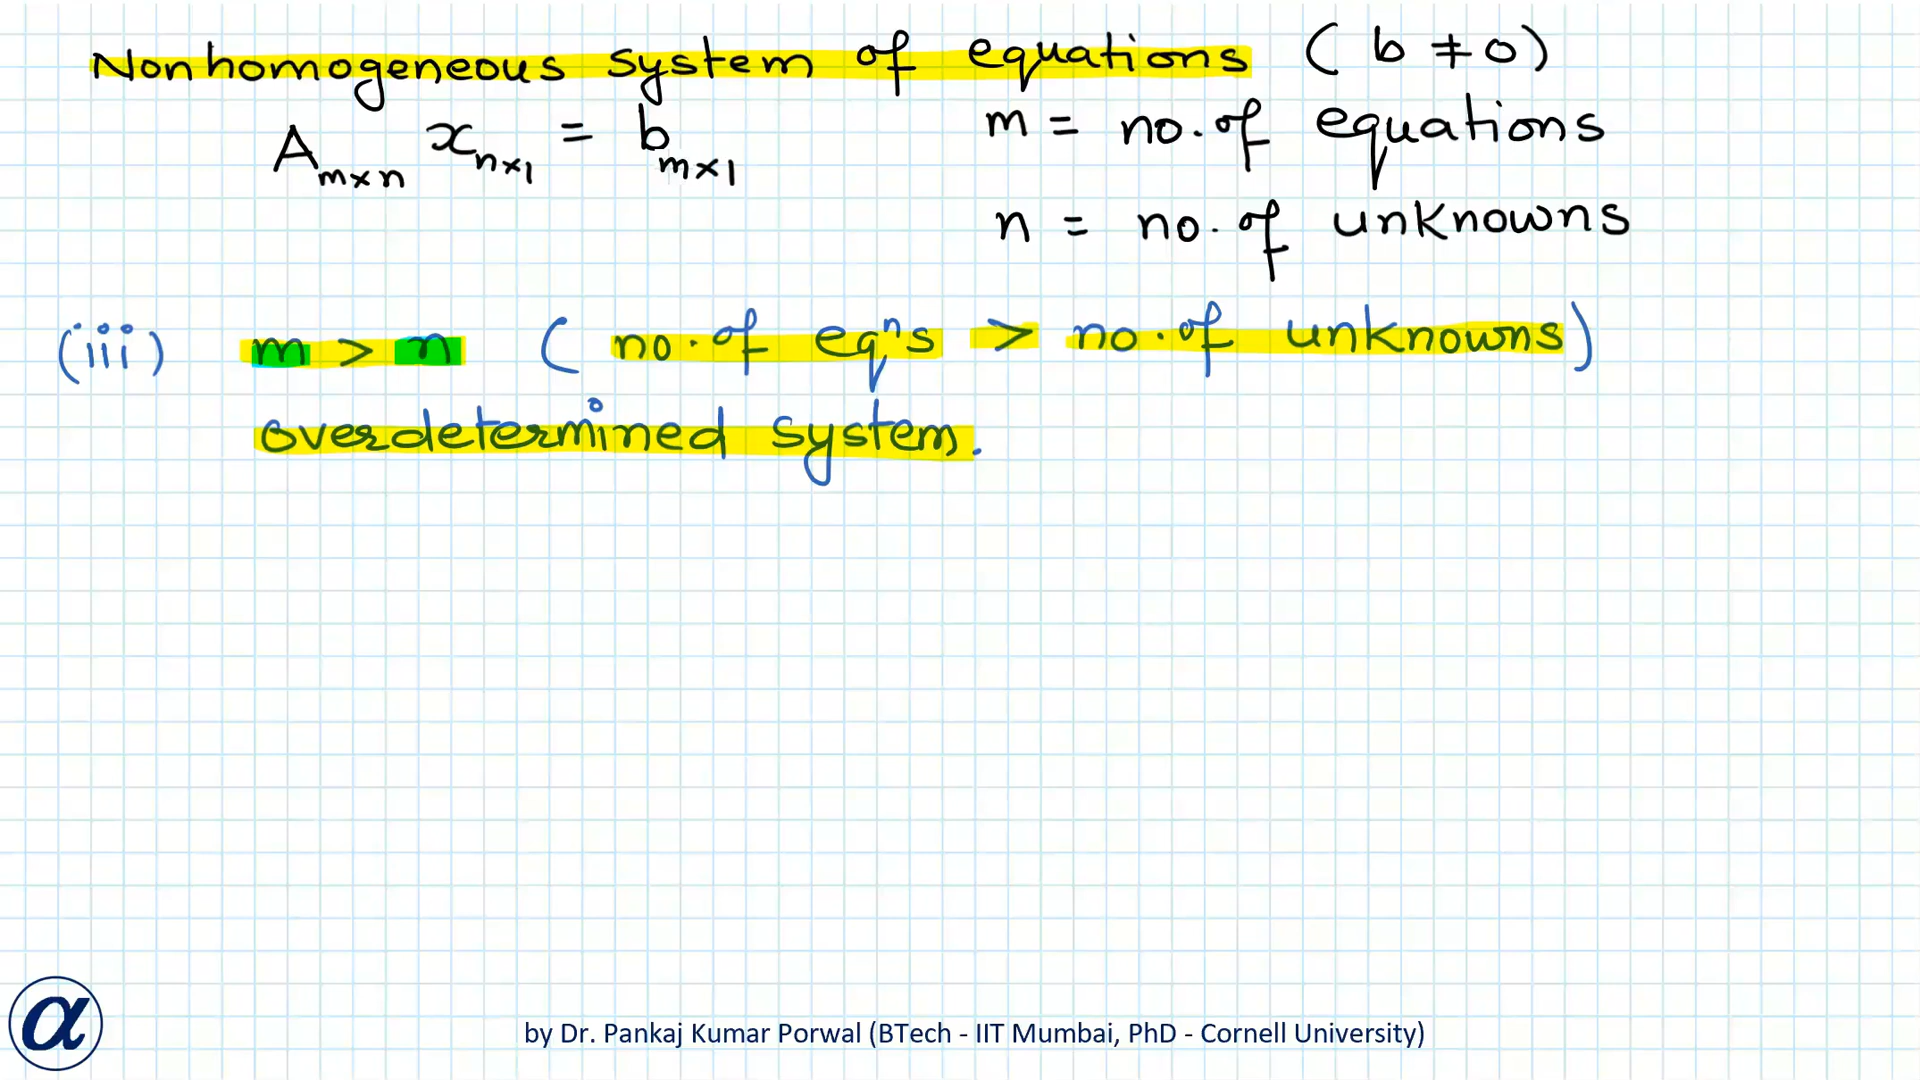 Nonhomogeneous system of equations (b ≠ 0)
A_{m×n} x_{n×1} = b_{m×1}
m = no. of equations
n = no. of unknowns
(iii) m > n (no. of eqⁿs > no. of unknowns)
overdetermined system.
α
by Dr. Pankaj Kumar Porwal (BTech - IIT Mumbai, PhD - Cornell University)